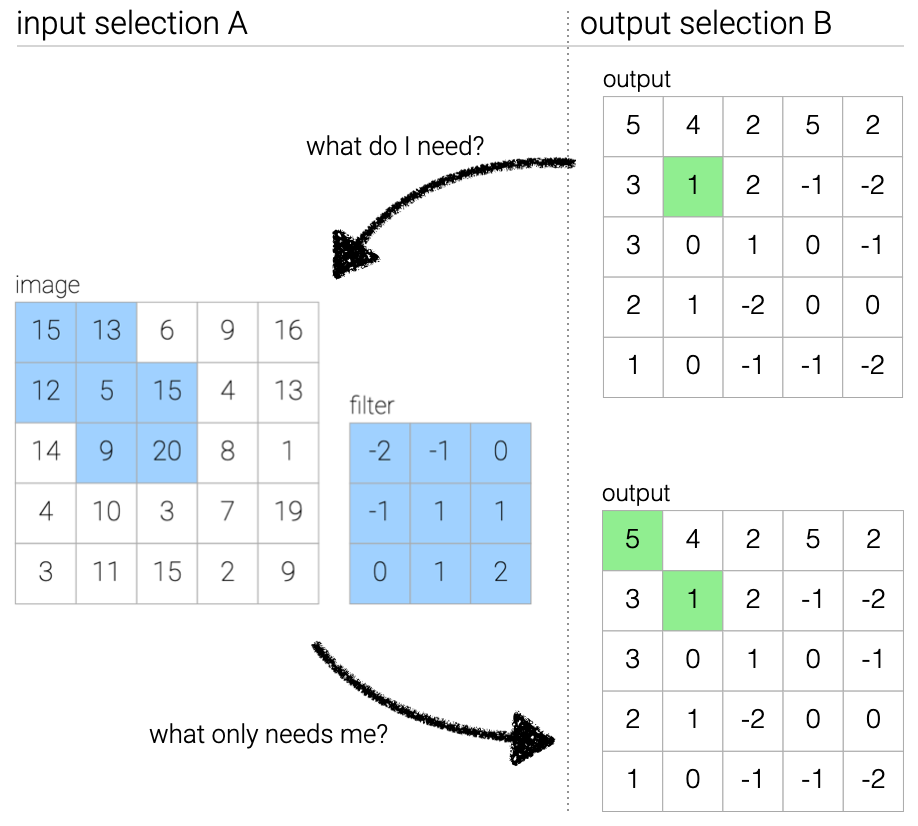 input selection A
output selection B
output
5 4 2 5 2
3 1 2 -1 -2
3 0 1 0 -1
2 1 -2 0 0
1 0 -1 -1 -2
what do I need?
image
15 13 6 9 16
12 5 15 4 13
14 9 20 8 1
4 10 3 7 19
3 11 15 2 9
filter
-2 -1 0
-1 1 1
0 1 2
what only needs me?
output
5 4 2 5 2
3 1 2 -1 -2
3 0 1 0 -1
2 1 -2 0 0
1 0 -1 -1 -2